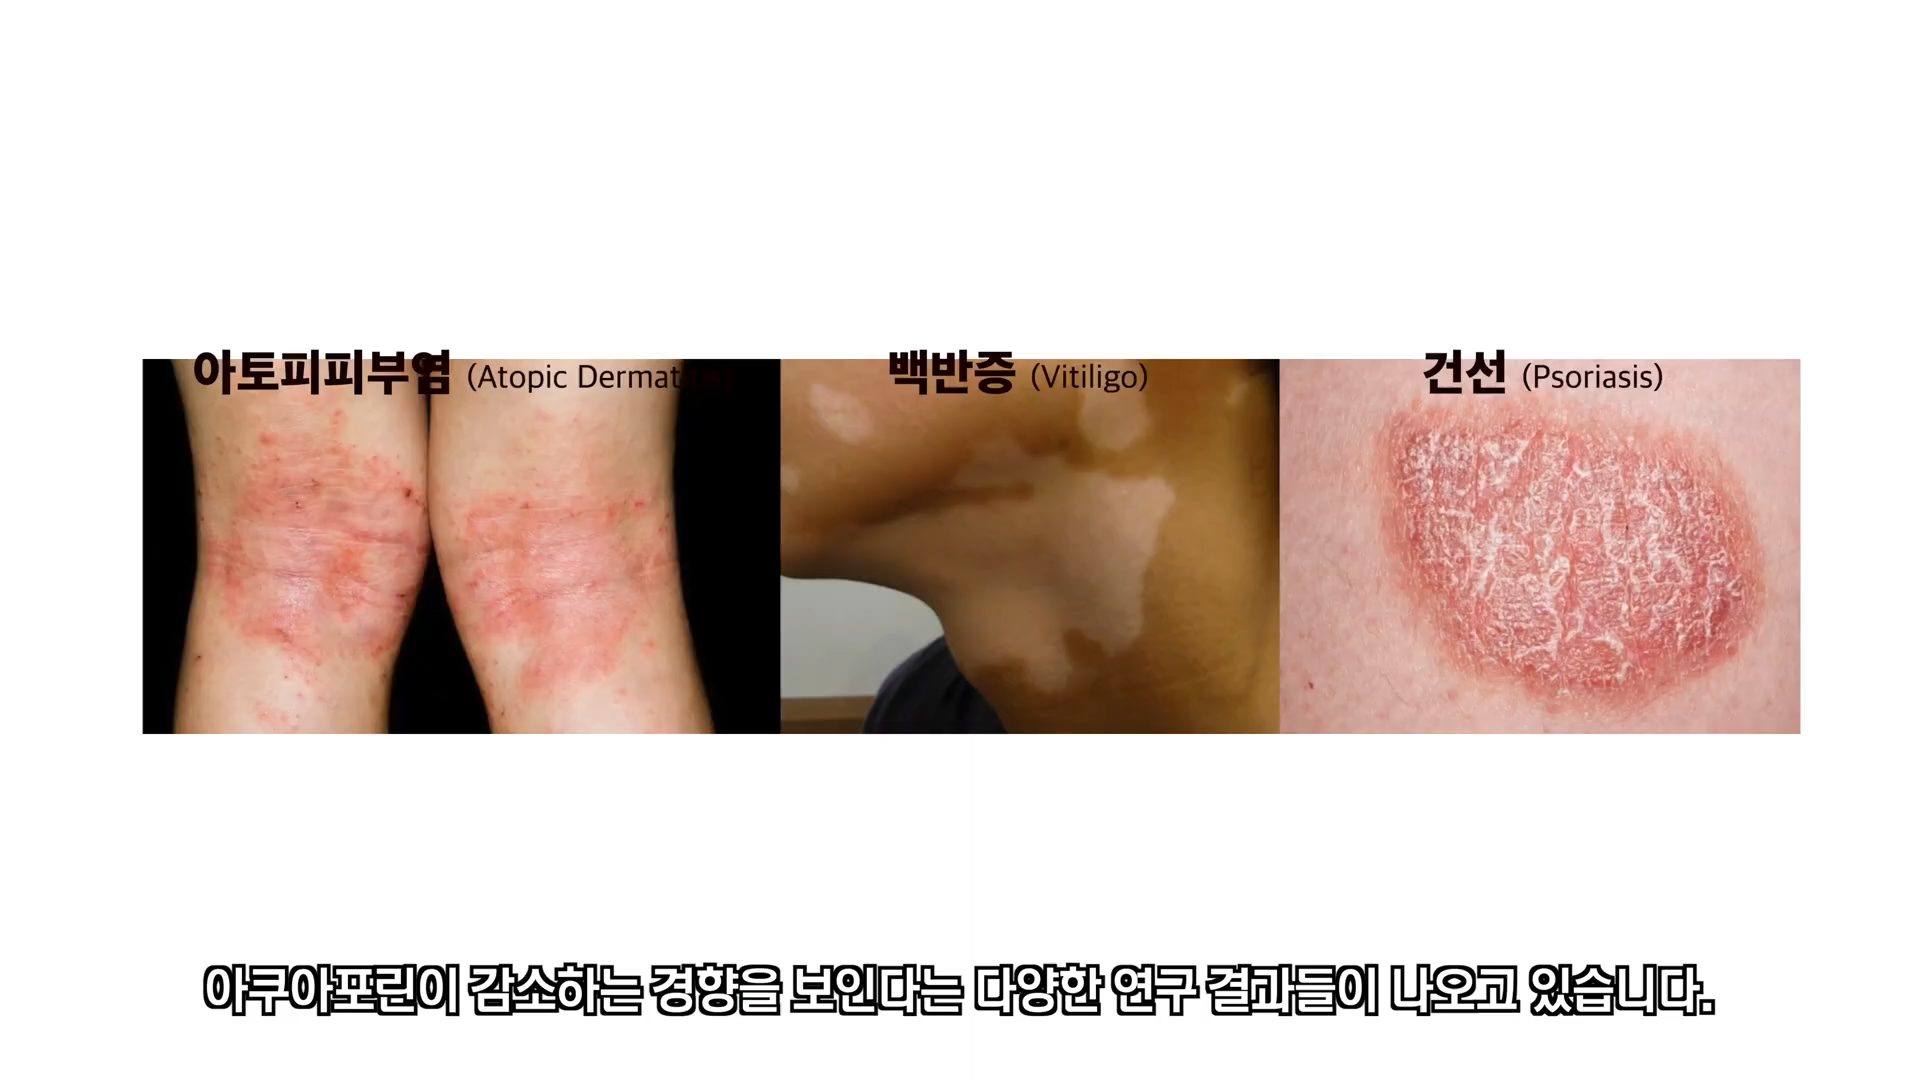 아토피피부염 (Atopic Dermatitis)
백반증 (Vitiligo)
건선 (Psoriasis)
아쿠아포린이 감소하는 경향을 보인다는 다양한 연구 결과들이 나오고 있습니다.